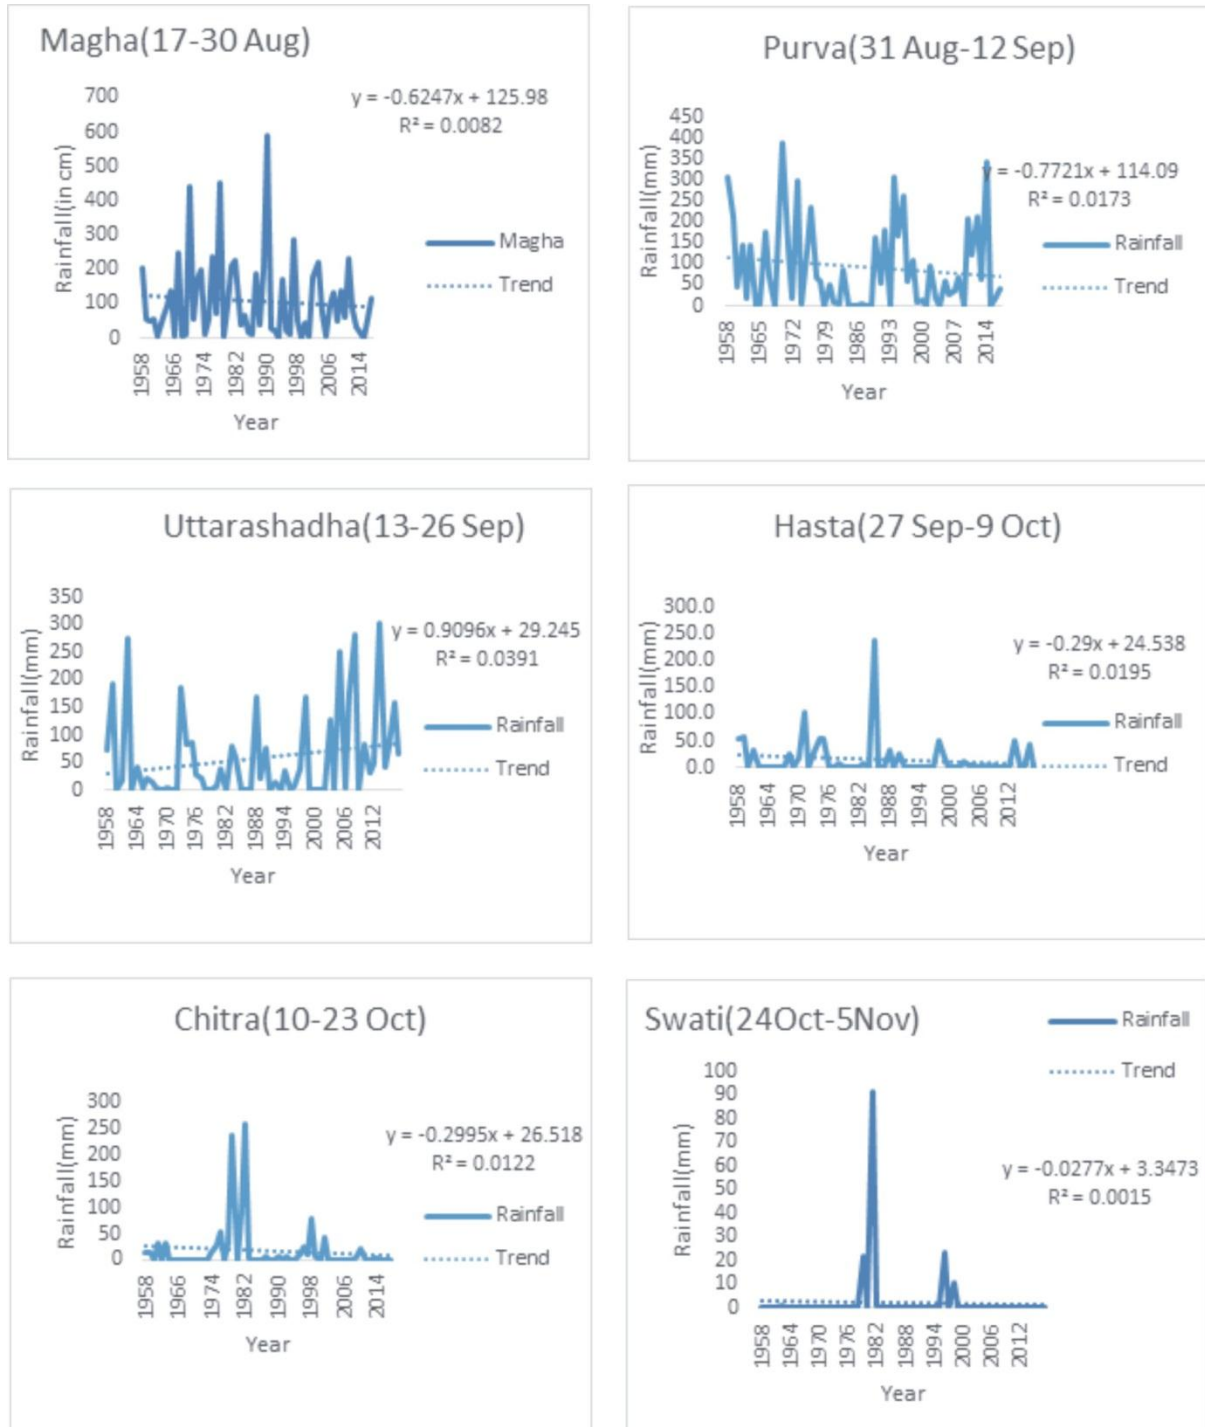 Magha(17-30 Aug)
y = -0.6247x + 125.98
R² = 0.0082
Rainfall(in cm)
700
600
500
400
300
200
100
0
Magha
Trend
1958
1966
1974
1982
1990
1998
2006
2014
Year
Purva(31 Aug-12 Sep)
y = -0.7721x + 114.09
R² = 0.0173
Rainfall(mm)
450
400
350
300
250
200
150
100
50
0
Rainfall
Trend
1958
1965
1972
1979
1986
1993
2000
2007
2014
Year
Uttarashadha(13-26 Sep)
y = 0.9096x + 29.245
R² = 0.0391
Rainfall(mm)
350
300
250
200
150
100
50
0
Rainfall
Trend
1958
1964
1970
1976
1982
1988
1994
2000
2006
2012
Year
Hasta(27 Sep-9 Oct)
y = -0.29x + 24.538
R² = 0.0195
Rainfall(mm)
300.0
250.0
200.0
150.0
100.0
50.0
0.0
Rainfall
Trend
1958
1964
1970
1976
1982
1988
1994
2000
2006
2012
Year
Chitra(10-23 Oct)
y = -0.2995x + 26.518
R² = 0.0122
Rainfall(mm)
300
250
200
150
100
50
0
Rainfall
Trend
1958
1966
1974
1982
1990
1998
2006
2014
Year
Swati(24Oct-5Nov)
Rainfall
Trend
y = -0.0277x + 3.3473
R² = 0.0015
Rainfall(mm)
100
90
80
70
60
50
40
30
20
10
0
1958
1964
1970
1976
1982
1988
1994
2000
2006
2012
Year